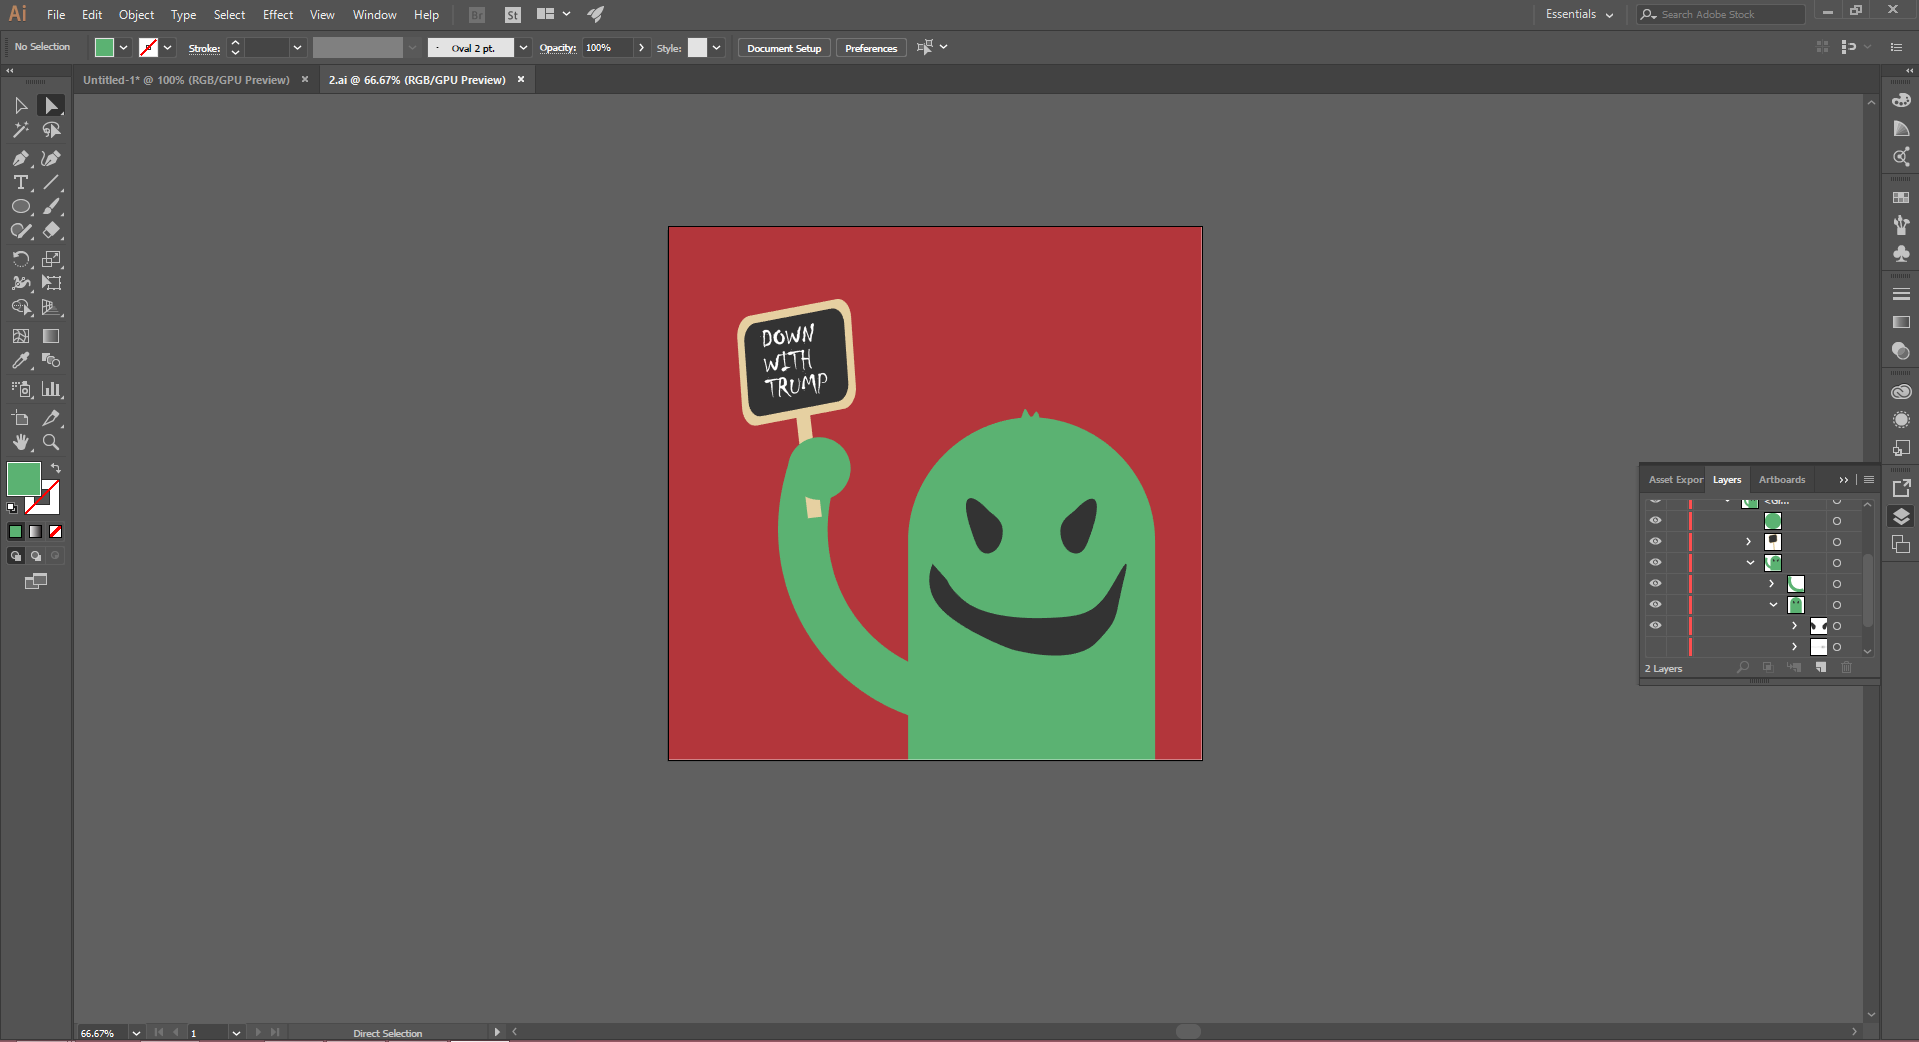 Ai File Edit Object Type Select Effect View Window Help Br St Essentials Search Adobe Stock
No Selection Stroke: Oval 2 pt. Opacity: 100% Style: Document Setup Preferences
Untitled-1* @ 100% (RGB/GPU Preview) × 2.ai @ 66.67% (RGB/GPU Preview) ×
DOWN
WITH
TRUMP
Asset Expor Layers Artboards
<Gr...
2 Layers
66.67% 1 Direct Selection